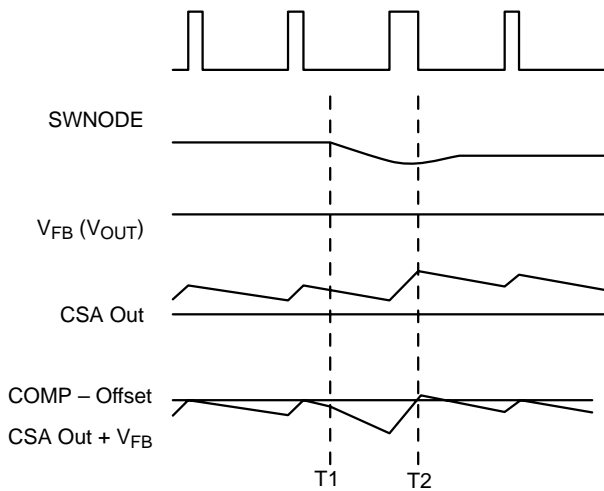 SWNODE
V_FB (V_OUT)
CSA Out
COMP – Offset
CSA Out + V_FB
T1
T2